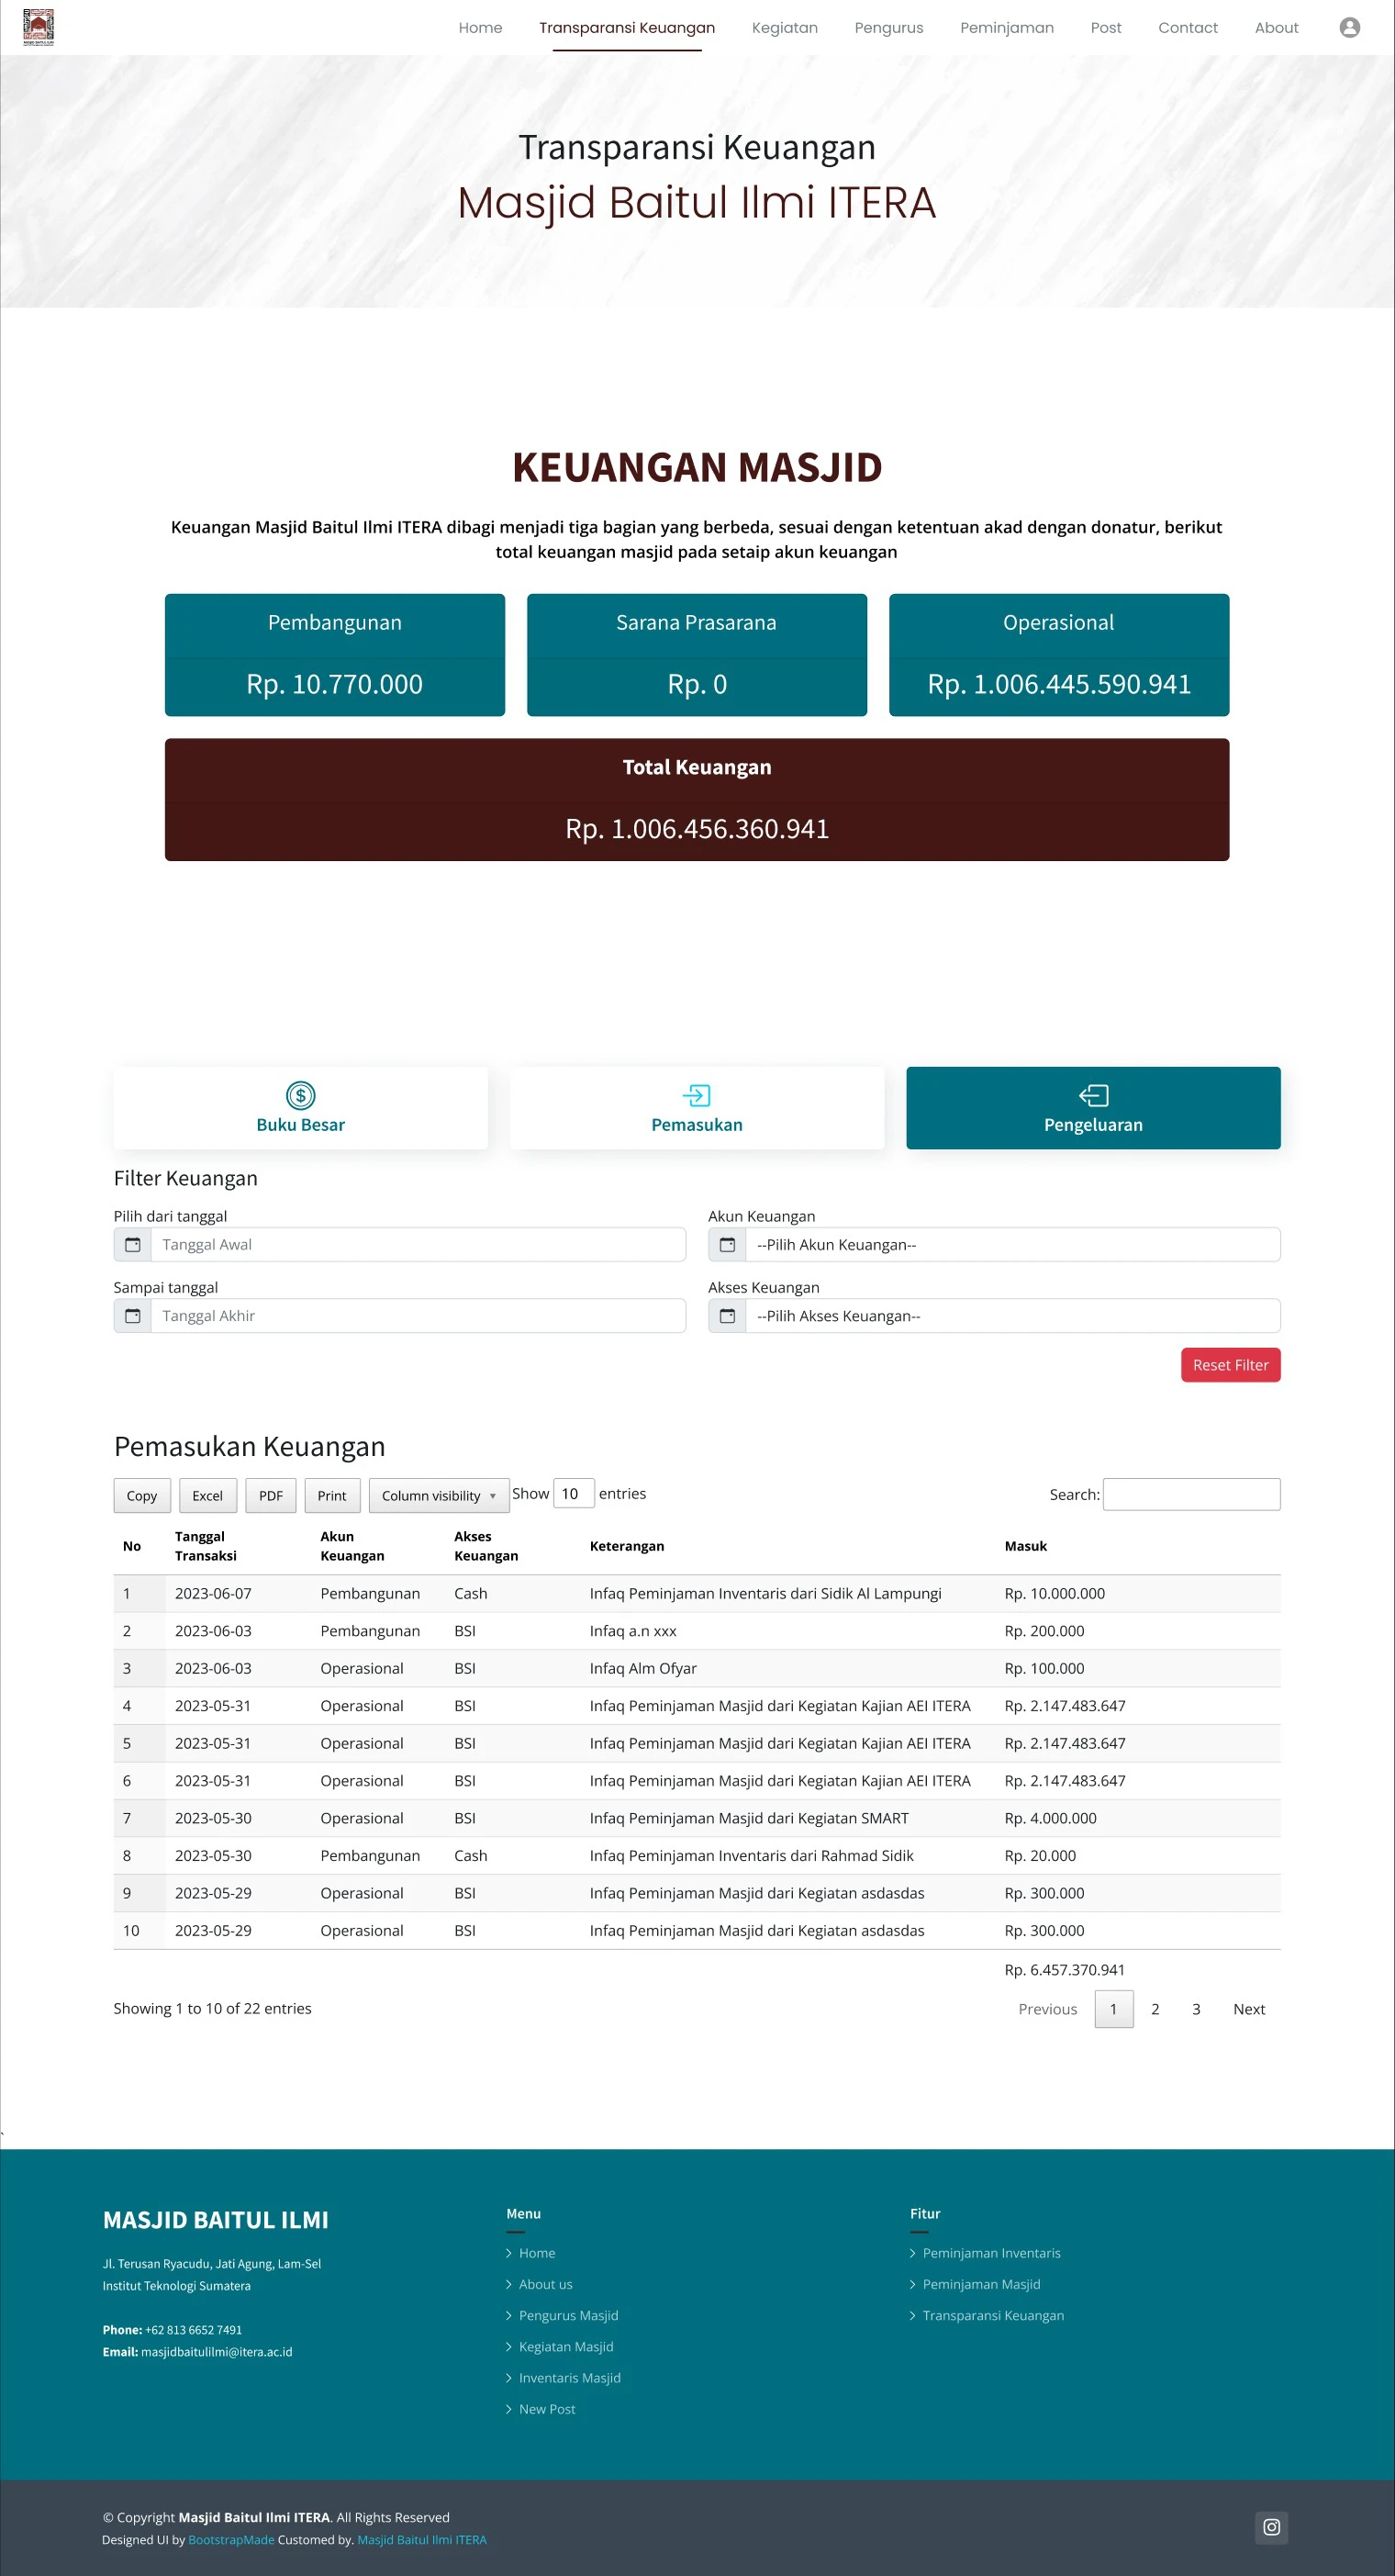 Home Transparansi Keuangan Kegiatan Pengurus Peminjaman Post Contact About
Transparansi Keuangan
Masjid Baitul Ilmi ITERA
KEUANGAN MASJID
Keuangan Masjid Baitul Ilmi ITERA dibagi menjadi tiga bagian yang berbeda, sesuai dengan ketentuan akad dengan donatur, berikut
total keuangan masjid pada setaip akun keuangan
Pembangunan
Rp. 10.770.000
Sarana Prasarana
Rp. 0
Operasional
Rp. 1.006.445.590.941
Total Keuangan
Rp. 1.006.456.360.941
Buku Besar
Pemasukan
Pengeluaran
Filter Keuangan
Pilih dari tanggal
Tanggal Awal
Akun Keuangan
--Pilih Akun Keuangan--
Sampai tanggal
Tanggal Akhir
Akses Keuangan
--Pilih Akses Keuangan--
Reset Filter
Pemasukan Keuangan
Copy Excel PDF Print Column visibility ▼ Show 10 entries Search:
No Tanggal Transaksi Akun Keuangan Akses Keuangan Keterangan Masuk
1 2023-06-07 Pembangunan Cash Infaq Peminjaman Inventaris dari Sidik Al Lampungi Rp. 10.000.000
2 2023-06-03 Pembangunan BSI Infaq a.n xxx Rp. 200.000
3 2023-06-03 Operasional BSI Infaq Alm Ofyar Rp. 100.000
4 2023-05-31 Operasional BSI Infaq Peminjaman Masjid dari Kegiatan Kajian AEI ITERA Rp. 2.147.483.647
5 2023-05-31 Operasional BSI Infaq Peminjaman Masjid dari Kegiatan Kajian AEI ITERA Rp. 2.147.483.647
6 2023-05-31 Operasional BSI Infaq Peminjaman Masjid dari Kegiatan Kajian AEI ITERA Rp. 2.147.483.647
7 2023-05-30 Operasional BSI Infaq Peminjaman Masjid dari Kegiatan SMART Rp. 4.000.000
8 2023-05-30 Pembangunan Cash Infaq Peminjaman Inventaris dari Rahmad Sidik Rp. 20.000
9 2023-05-29 Operasional BSI Infaq Peminjaman Masjid dari Kegiatan asdasdas Rp. 300.000
10 2023-05-29 Operasional BSI Infaq Peminjaman Masjid dari Kegiatan asdasdas Rp. 300.000
Rp. 6.457.370.941
Showing 1 to 10 of 22 entries Previous 1 2 3 Next
`
MASJID BAITUL ILMI
Jl. Terusan Ryacudu, Jati Agung, Lam-Sel
Institut Teknologi Sumatera
Phone: +62 813 6652 7491
Email: masjidbaitulilmi@itera.ac.id
Menu
Home
About us
Pengurus Masjid
Kegiatan Masjid
Inventaris Masjid
New Post
Fitur
Peminjaman Inventaris
Peminjaman Masjid
Transparansi Keuangan
© Copyright Masjid Baitul Ilmi ITERA. All Rights Reserved
Designed UI by BootstrapMade Customed by. Masjid Baitul Ilmi ITERA